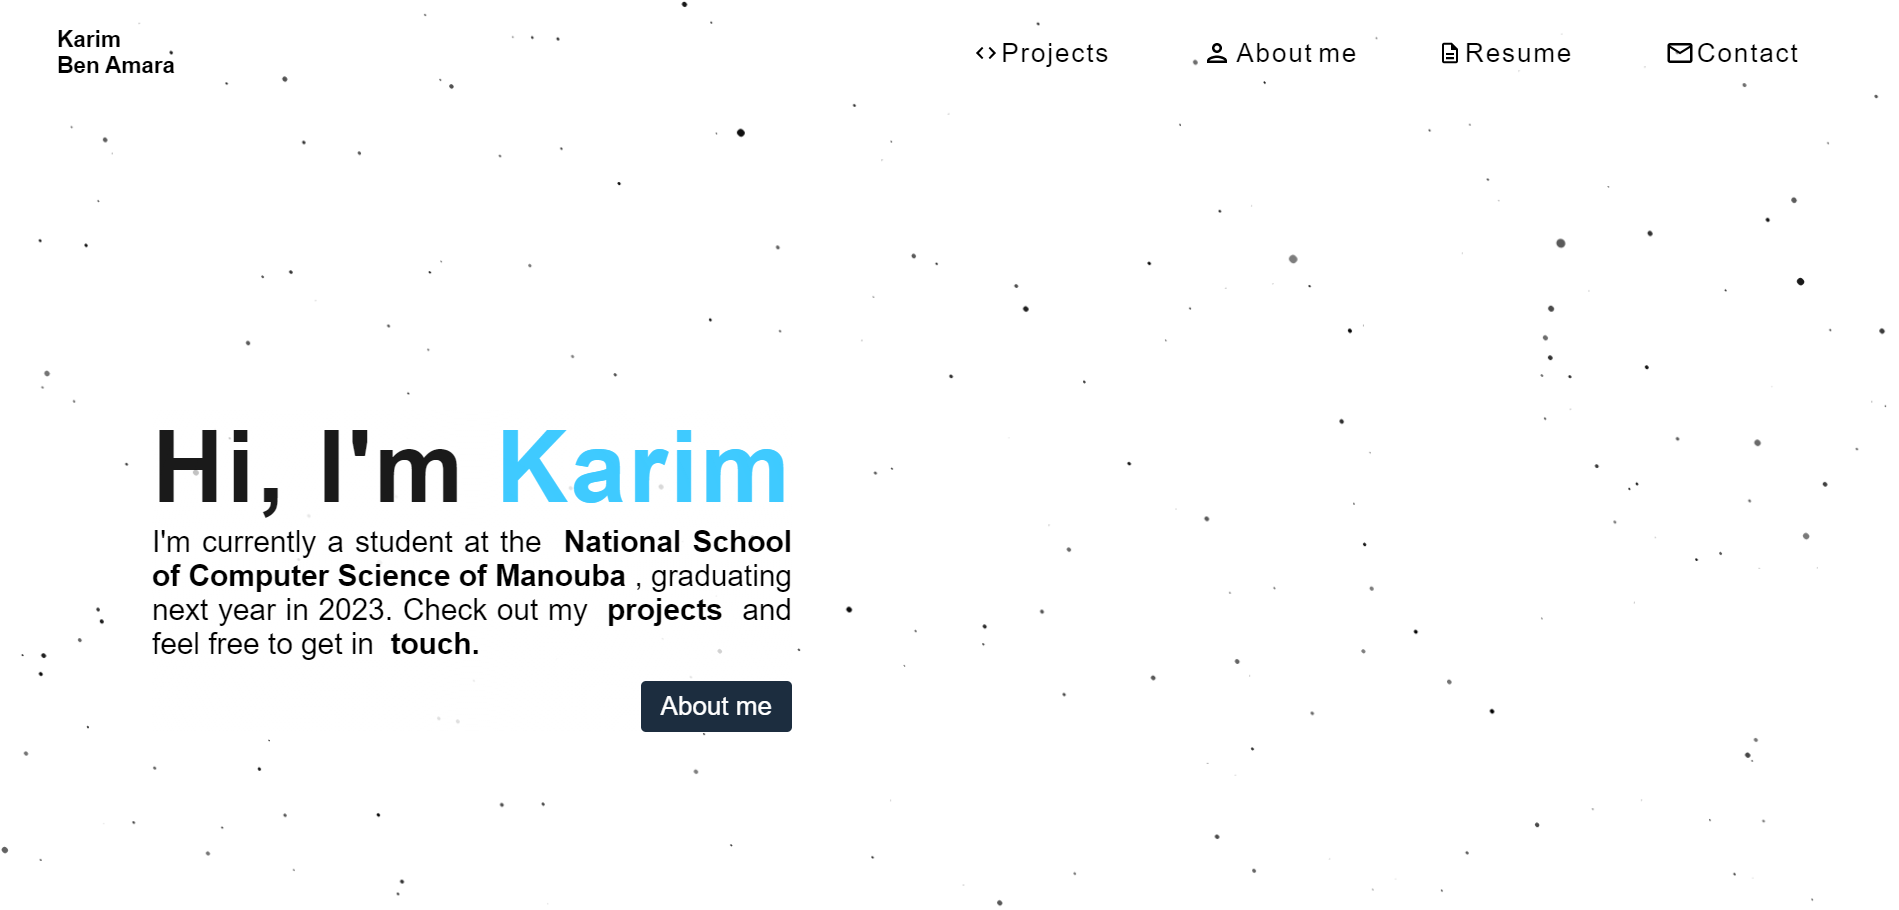 Karim
Ben Amara
Projects
About me
Resume
Contact
Hi, I'm Karim
I'm currently a student at the National School
of Computer Science of Manouba , graduating
next year in 2023. Check out my projects and
feel free to get in touch.
About me